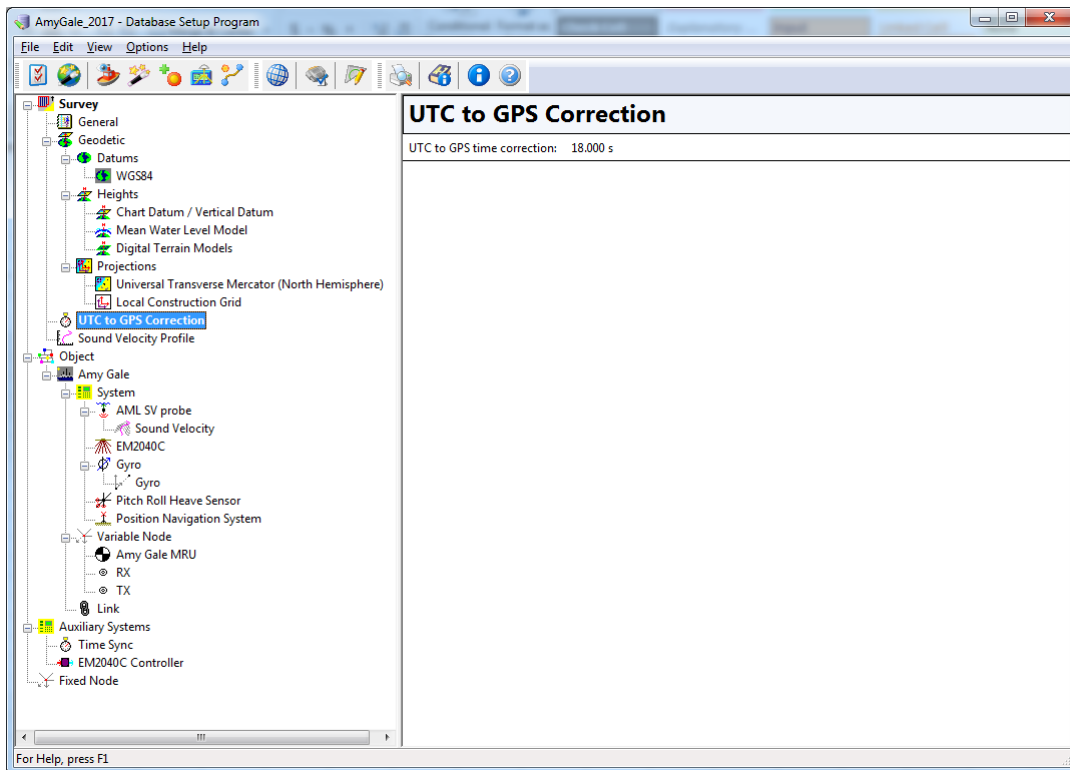 AmyGale_2017 - Database Setup Program
File Edit View Options Help
Survey
General
Geodetic
Datums
WGS84
Heights
Chart Datum / Vertical Datum
Mean Water Level Model
Digital Terrain Models
Projections
Universal Transverse Mercator (North Hemisphere)
Local Construction Grid
UTC to GPS Correction
Sound Velocity Profile
Object
Amy Gale
System
AML SV probe
Sound Velocity
EM2040C
Gyro
Gyro
Pitch Roll Heave Sensor
Position Navigation System
Variable Node
Amy Gale MRU
RX
TX
Link
Auxiliary Systems
Time Sync
EM2040C Controller
Fixed Node
UTC to GPS Correction
UTC to GPS time correction: 18.000 s
For Help, press F1